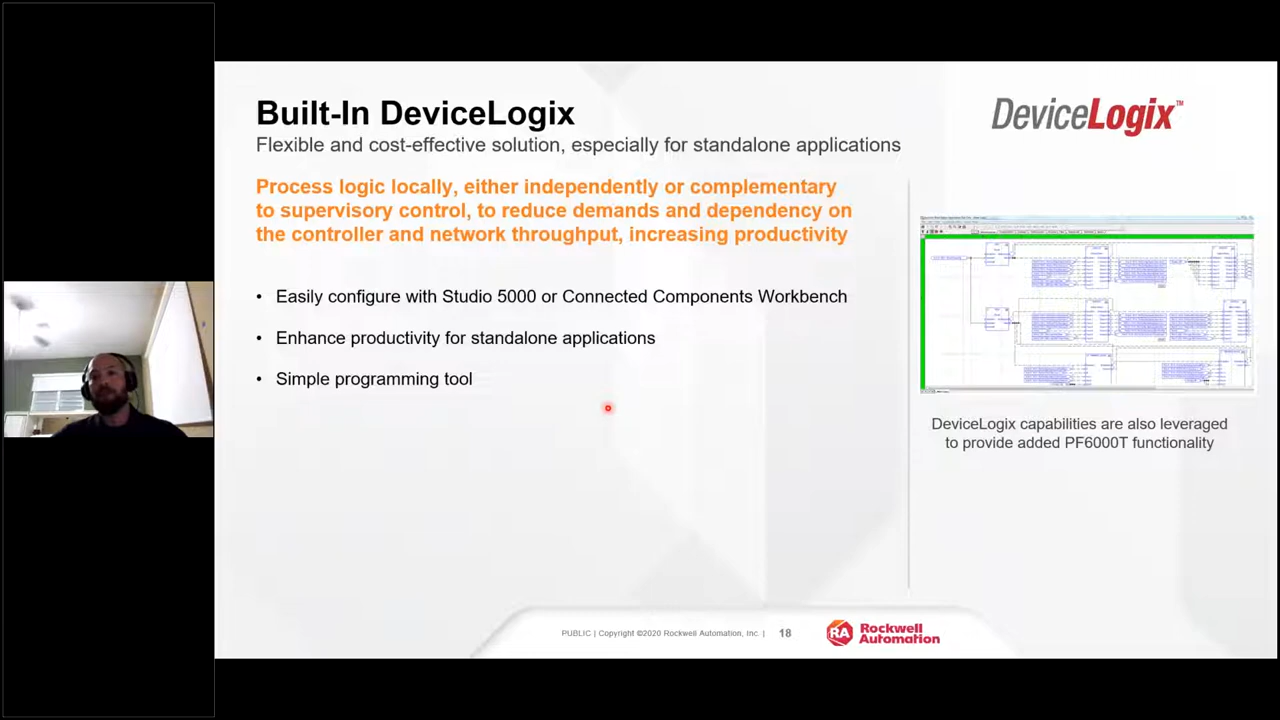 Built-In DeviceLogix
Flexible and cost-effective solution, especially for standalone applications
Process logic locally, either independently or complementary
to supervisory control, to reduce demands and dependency on
the controller and network throughput, increasing productivity
• Easily configure with Studio 5000 or Connected Components Workbench
• Enhance productivity for standalone applications
• Simple programming tool
DeviceLogix™
DeviceLogix capabilities are also leveraged
to provide added PF6000T functionality
PUBLIC | Copyright ©2020 Rockwell Automation, Inc. | 18
RA Rockwell
Automation